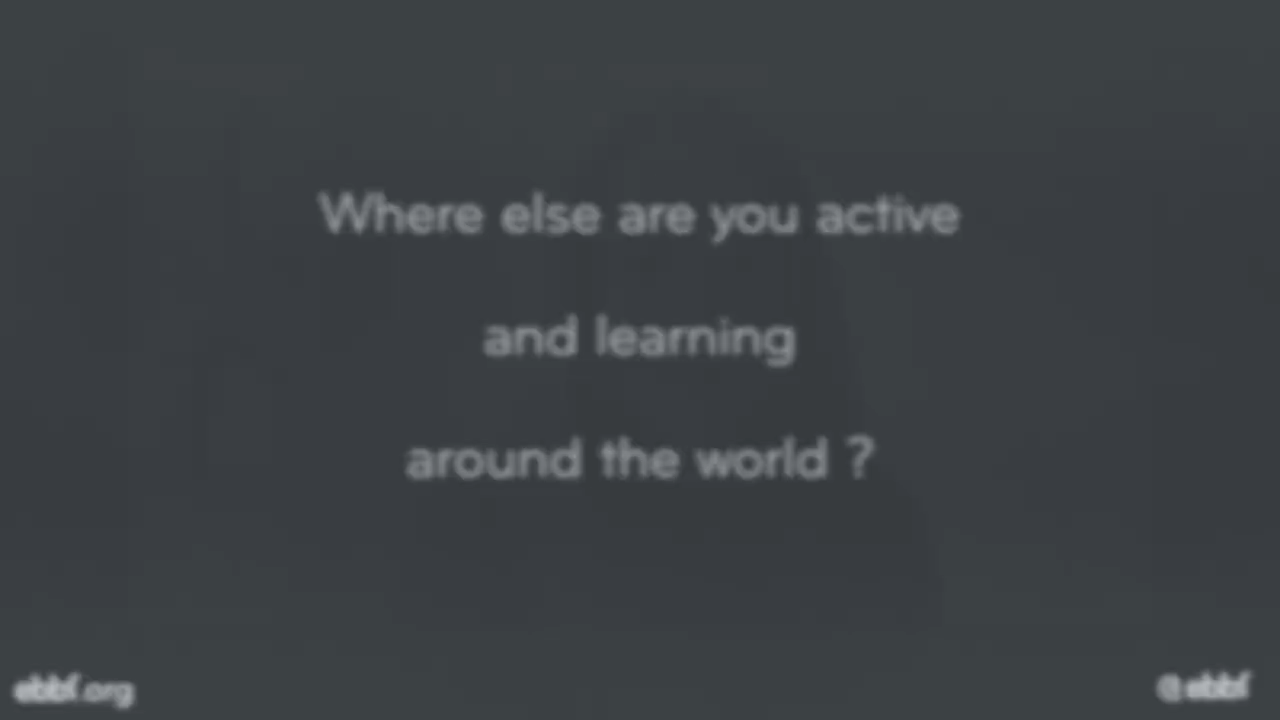 Where else are you active
and learning
around the world ?
ebbf.org
@ebbf